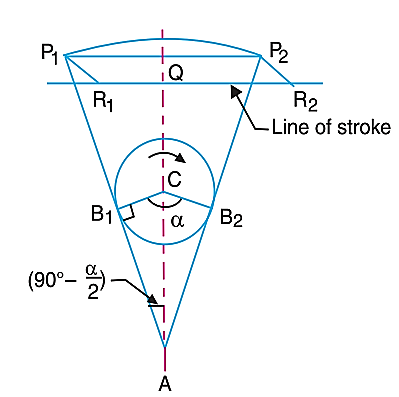 P1
P2
Q
R1
R2
Line of stroke
C
B1
α
B2
(90° – α/2)
A